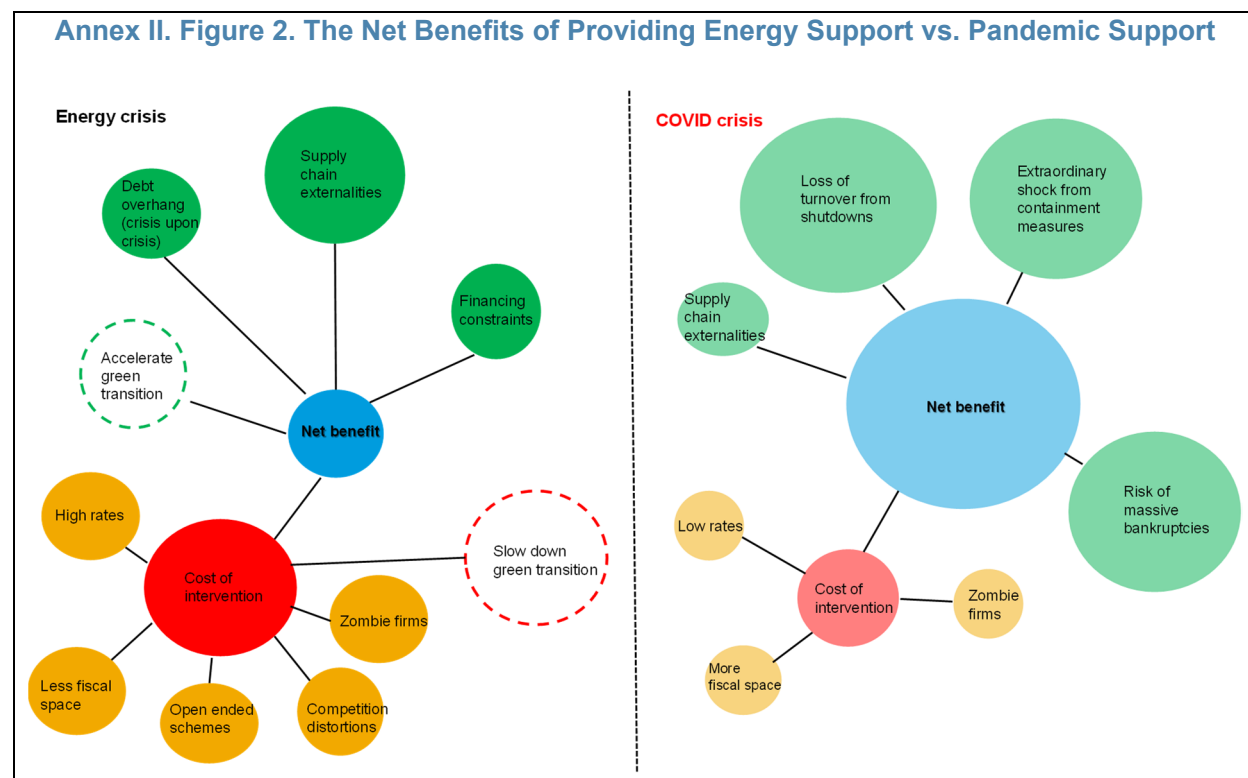 Annex II. Figure 2. The Net Benefits of Providing Energy Support vs. Pandemic Support
Energy crisis
Supply
chain
externalities
Debt
overhang
(crisis upon
crisis)
Financing
constraints
Accelerate
green
transition
Net benefit
High rates
Slow down
green transition
Cost of
intervention
Zombie firms
Less fiscal
space
Open ended
schemes
Competition
distortions
COVID crisis
Loss of
turnover from
shutdowns
Extraordinary
shock from
containment
measures
Supply
chain
externalities
Net benefit
Risk of
massive
bankruptcies
Low rates
Cost of
intervention
Zombie
firms
More
fiscal space